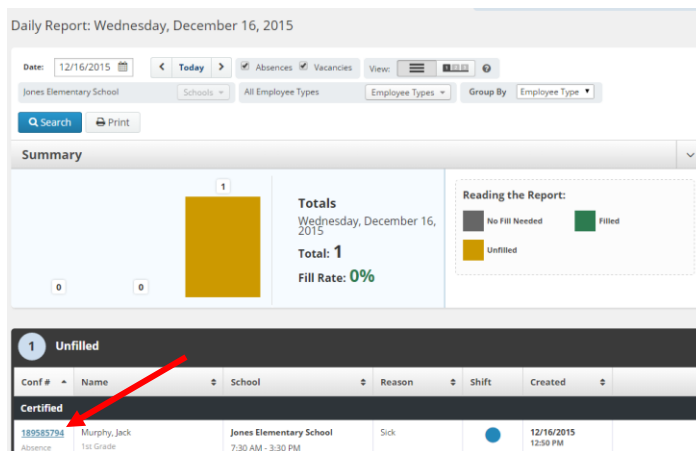 Daily Report: Wednesday, December 16, 2015
Date: 12/16/2015 Today Absences Vacancies View:
Jones Elementary School Schools All Employee Types Employee Types Group By Employee Type
Search Print
Summary
1
0
0
Totals
Wednesday, December 16,
2015
Total: 1
Fill Rate: 0%
Reading the Report:
No Fill Needed Filled
Unfilled
1 Unfilled
Conf # Name School Reason Shift Created
Certified
189585794 Murphy, Jack Jones Elementary School Sick 12/16/2015
12:50 PM
Absence 1st Grade 7:30 AM - 3:30 PM